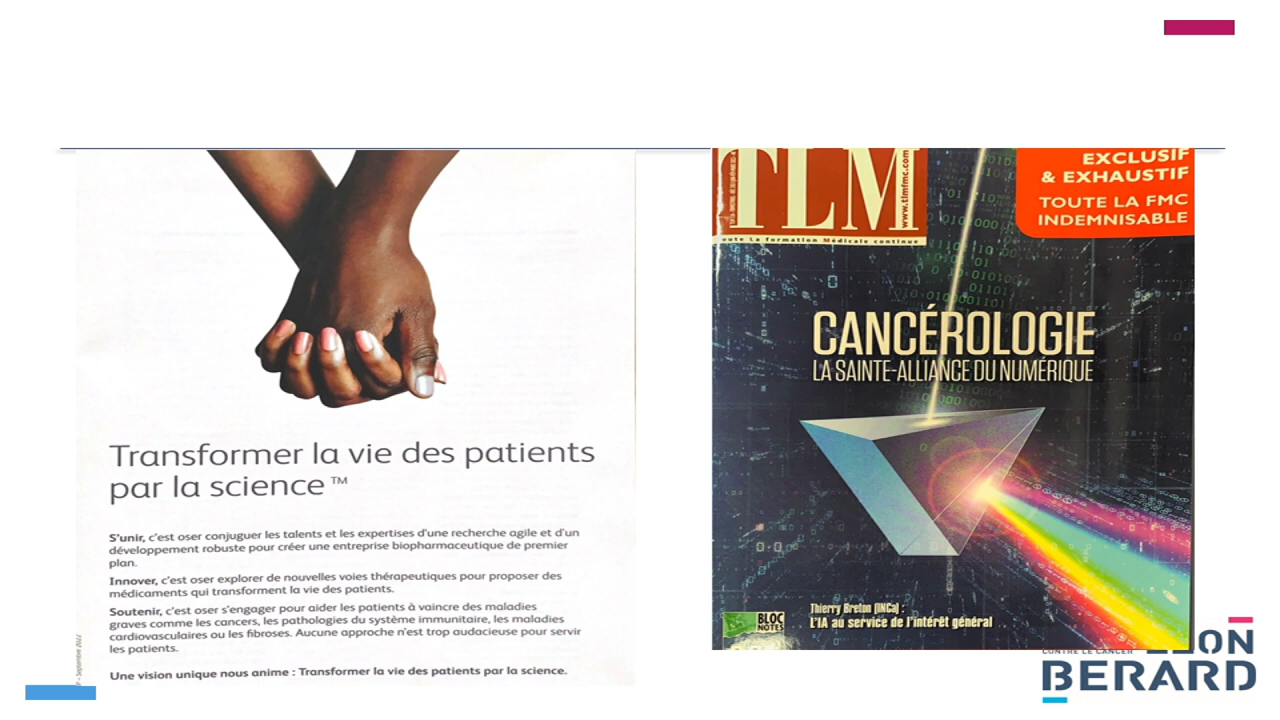 Transformer la vie des patients
par la science™
S'unir, c'est oser conjuguer les talents et les expertises d'une recherche agile et d'un
développement robuste pour créer une entreprise biopharmaceutique de premier
plan.
Innover, c'est oser explorer de nouvelles voies thérapeutiques pour proposer des
médicaments qui transforment la vie des patients.
Soutenir, c'est oser s'engager pour aider les patients à vaincre des maladies
graves comme les cancers, les pathologies du système immunitaire, les maladies
cardiovasculaires ou les fibroses. Aucune approche n'est trop audacieuse pour servir
les patients.
Une vision unique nous anime : Transformer la vie des patients par la science.
Septembre 2022
TLM
www.tlmfmc.com
oute La formation Médicale continue
EXCLUSIF
& EXHAUSTIF
TOUTE LA FMC
INDEMNISABLE
CANCÉROLOGIE
LA SAINTE-ALLIANCE DU NUMÉRIQUE
BLOC
NOTES
Thierry Breton (INCa) :
L'IA au service de l'intérêt général
CONTRE LE CANCER
ON
BERARD